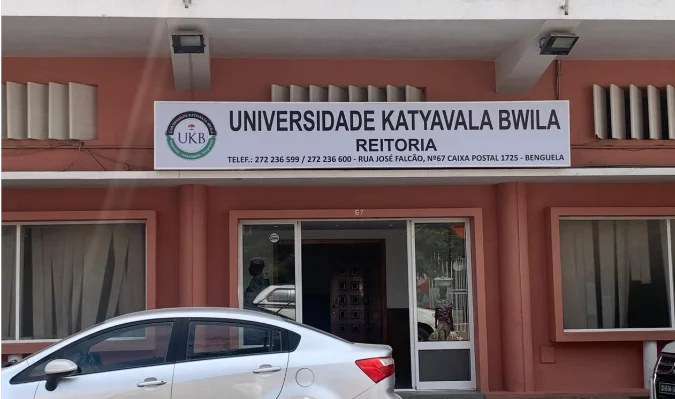 UNIVERSIDADE KATYAVALA BWILA
UKB
REITORIA
TELEF.: 272 236 599 / 272 236 600 - RUA JOSÉ FALCÃO, Nº67 CAIXA POSTAL 1725 - BENGUELA
67